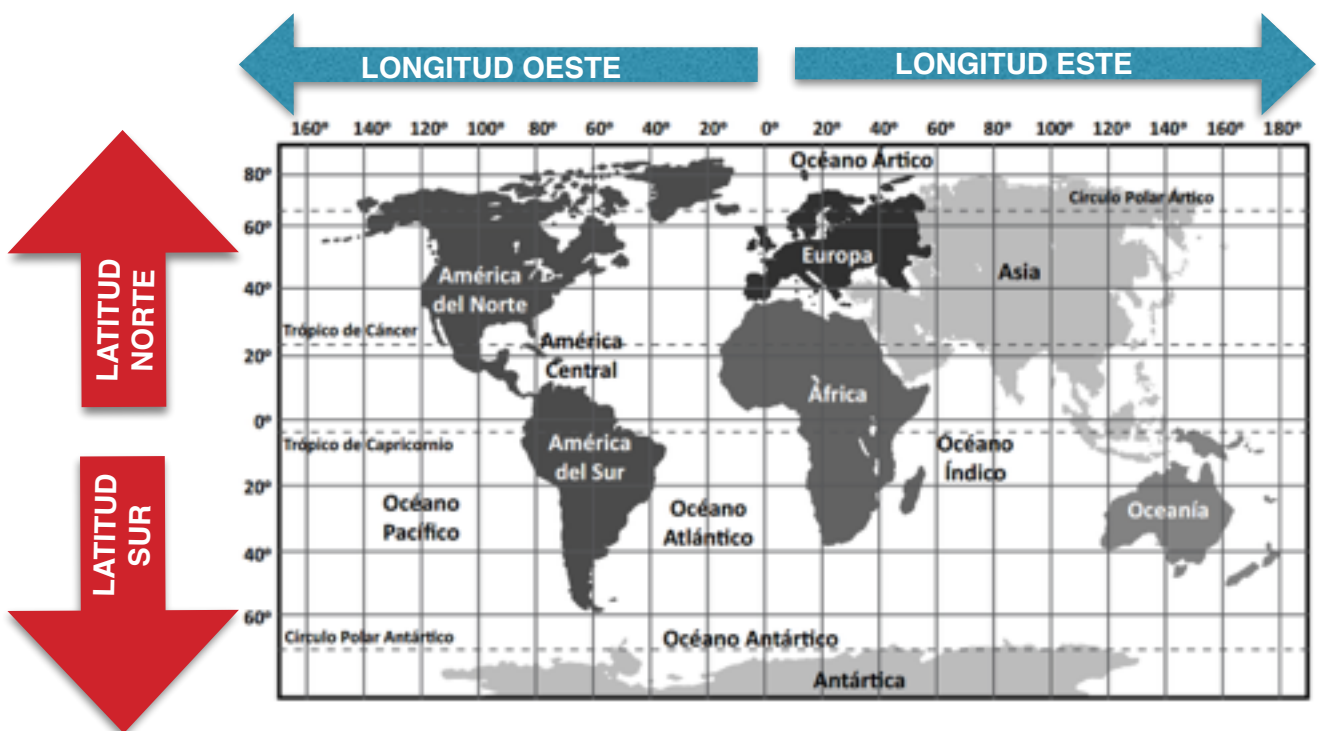 LONGITUD OESTE
LONGITUD ESTE
160º 140º 120º 100º 80º 60º 40º 20º 0º 20º 40º 60º 80º 100º 120º 140º 160º 180º
LATITUD
NORTE
LATITUD
SUR
80º
60º
40º
20º
0º
20º
40º
60º
Océano Ártico
Círculo Polar Ártico
Europa
Asia
América
del Norte
Trópico de Cáncer
América
Central
África
Trópico de Capricornio
América
del Sur
Océano
Índico
Océano
Pacífico
Océano
Atlántico
Oceanía
Círculo Polar Antártico
Océano Antártico
Antártica